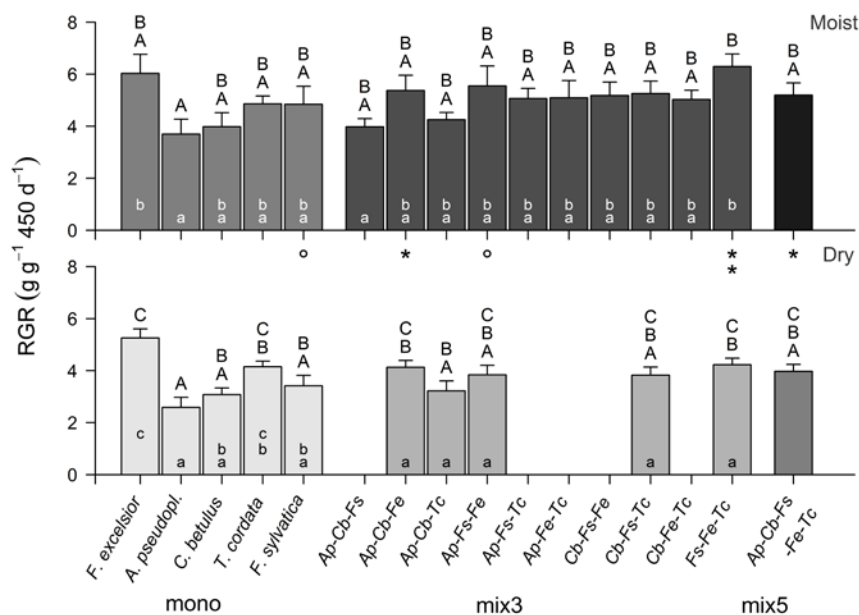 Moist
8
6
4
2
0
B B B B B B B B B B B B B B B
A A A A A A A A A A A A A A A
b b b b b b b b b b b b b
a a a a a a a a a a a a a
° * ° * * *
Dry
RGR (g g⁻¹ 450 d⁻¹)
6
4
2
0
C C C C C C C
B B B B B B B B B
A A A A A A A
c c
b b b
a a a a a a a a
F. excelsior
A. pseudopl.
C. betulus
T. cordata
F. sylvatica
Ap-Cb-Fs
Ap-Cb-Fe
Ap-Cb-Tc
Ap-Fs-Fe
Ap-Fs-Tc
Ap-Fe-Tc
Cb-Fs-Fe
Cb-Fs-Tc
Cb-Fe-Tc
Fs-Fe-Tc
Ap-Cb-Fs
-Fe-Tc
mono mix3 mix5